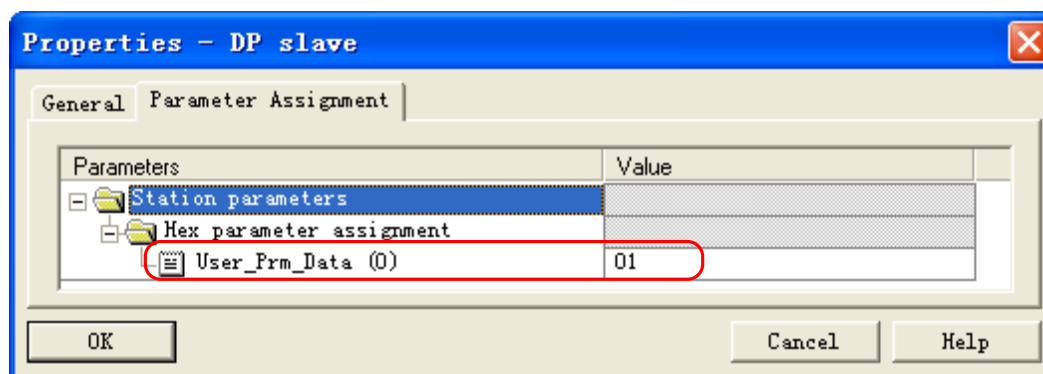 Properties - DP slave
General Parameter Assignment
Parameters Value
Station parameters
Hex parameter assignment
User_Prm_Data (0) 01
OK Cancel Help